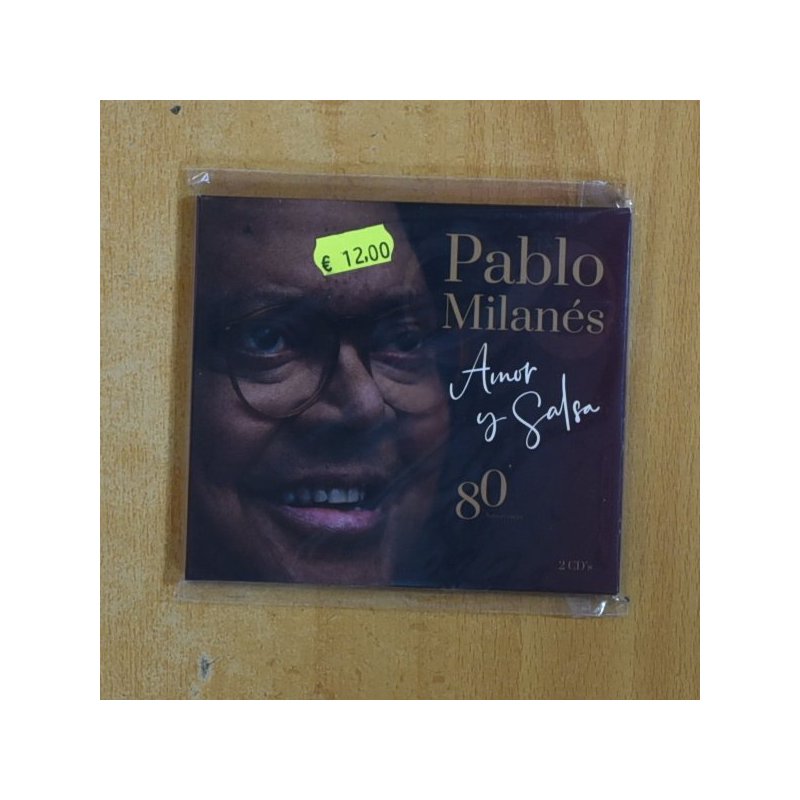 € 12,00
Pablo
Milanés
Amor
y Salsa
80
2 CD's